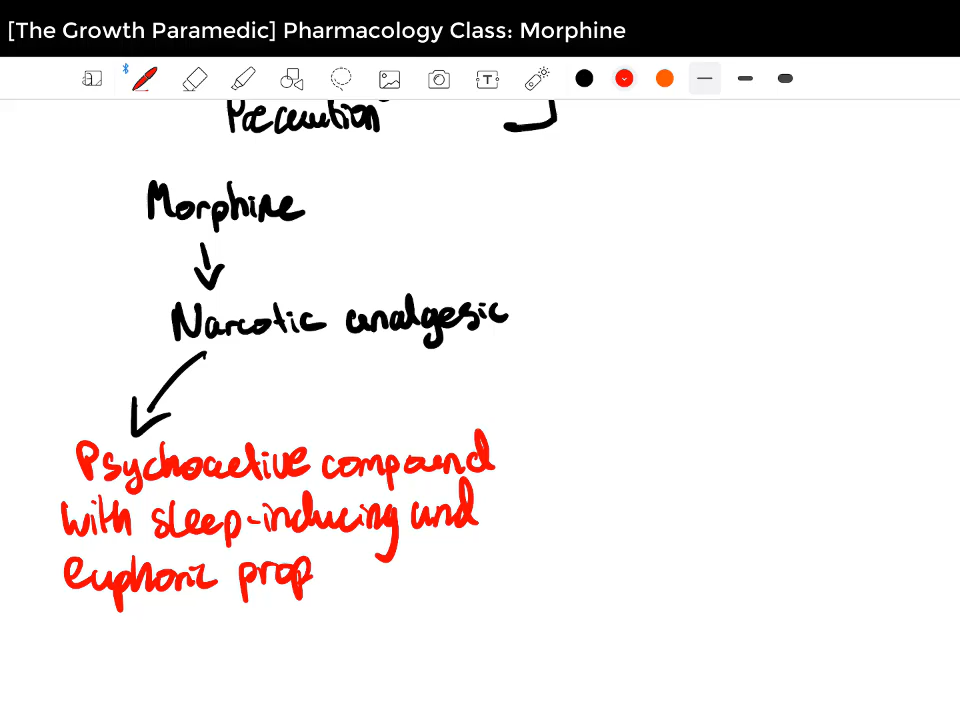 [The Growth Paramedic] Pharmacology Class: Morphine
Precaution
Morphine
Narcotic analgesic
Psychoactive compound
with sleep-inducing and
euphoric prop